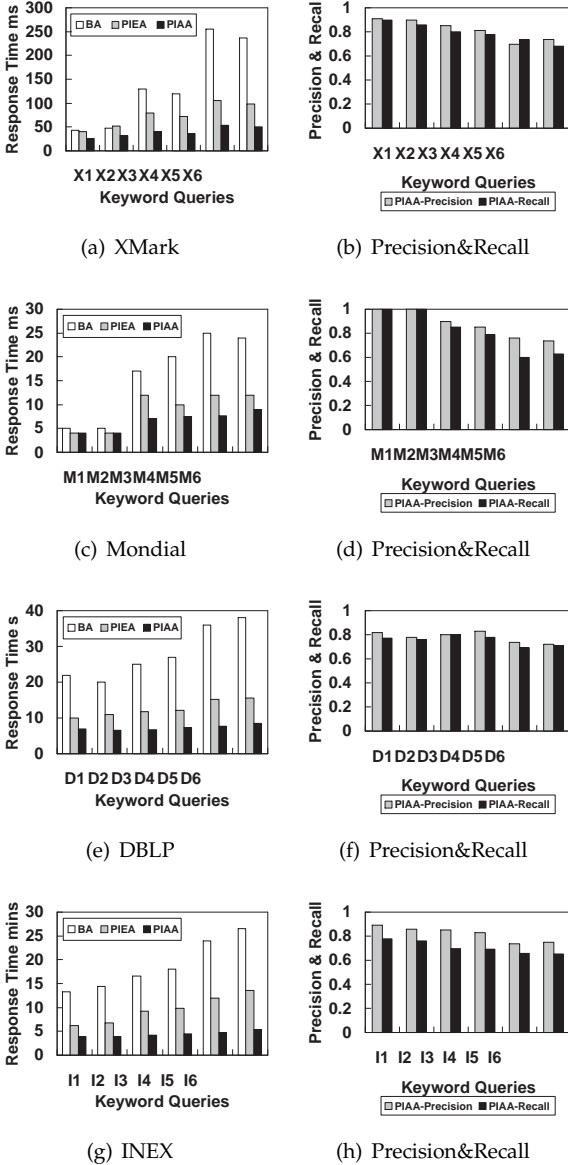 300
250
200
150
100
50
0
Response Time ms
BA PIEA PIAA
X1 X2 X3 X4 X5 X6
Keyword Queries
(a) XMark
1
0.8
0.6
0.4
0.2
0
Precision & Recall
X1 X2 X3 X4 X5 X6
Keyword Queries
PIAA-Precision PIAA-Recall
(b) Precision&Recall
30
25
20
15
10
5
0
Response Time ms
BA PIEA PIAA
M1M2M3M4M5M6
Keyword Queries
(c) Mondial
1
0.8
0.6
0.4
0.2
0
Precision & Recall
M1M2M3M4M5M6
Keyword Queries
PIAA-Precision PIAA-Recall
(d) Precision&Recall
40
30
20
10
0
Response Time s
BA PIEA PIAA
D1 D2 D3 D4 D5 D6
Keyword Queries
(e) DBLP
1
0.8
0.6
0.4
0.2
0
Precision & Recall
D1 D2 D3 D4 D5 D6
Keyword Queries
PIAA-Precision PIAA-Recall
(f) Precision&Recall
30
25
20
15
10
5
0
Response Time mins
BA PIEA PIAA
I1 I2 I3 I4 I5 I6
Keyword Queries
(g) INEX
1
0.8
0.6
0.4
0.2
0
Precision & Recall
I1 I2 I3 I4 I5 I6
Keyword Queries
PIAA-Precision PIAA-Recall
(h) Precision&Recall